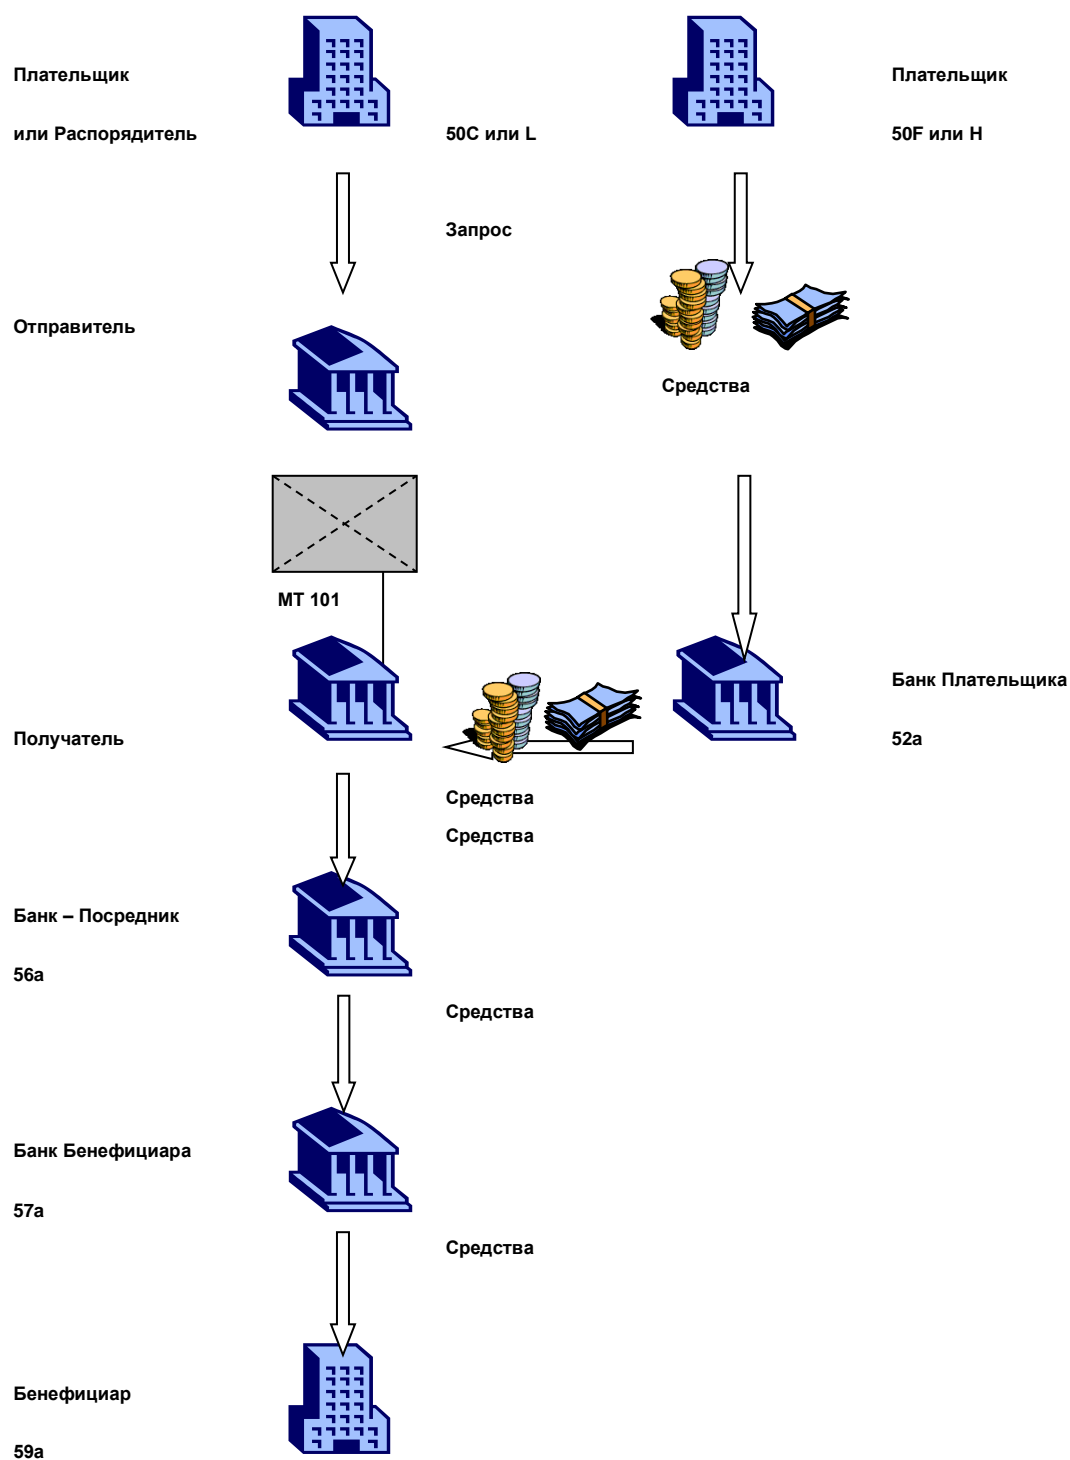 Плательщик
или Распорядитель
50C или L
Плательщик
50F или H
Запрос
Отправитель
Средства
МТ 101
Получатель
Банк Плательщика
52a
Средства
Средства
Банк – Посредник
56a
Средства
Банк Бенефициара
57a
Средства
Бенефициар
59a